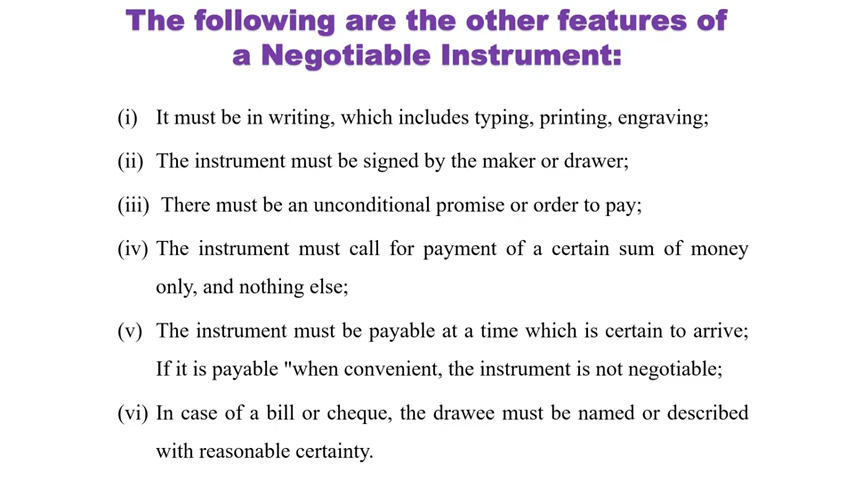 The following are the other features of
a Negotiable Instrument:
(i) It must be in writing, which includes typing, printing, engraving;
(ii) The instrument must be signed by the maker or drawer;
(iii) There must be an unconditional promise or order to pay;
(iv) The instrument must call for payment of a certain sum of money
only, and nothing else;
(v) The instrument must be payable at a time which is certain to arrive;
If it is payable "when convenient, the instrument is not negotiable;
(vi) In case of a bill or cheque, the drawee must be named or described
with reasonable certainty.